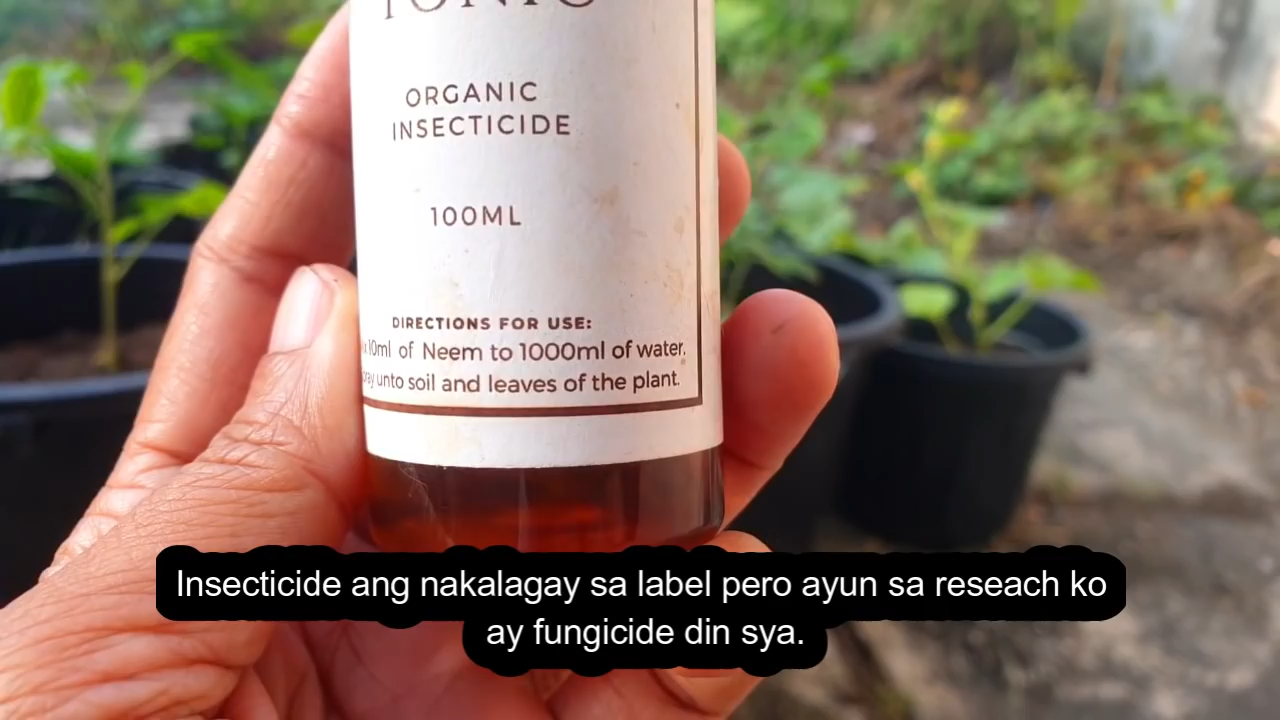 TONIC
ORGANIC
INSECTICIDE
100ML
DIRECTIONS FOR USE:
10ml of Neem to 1000ml of water.
unto soil and leaves of the plant.
Insecticide ang nakalagay sa label pero ayun sa reseach ko
ay fungicide din sya.